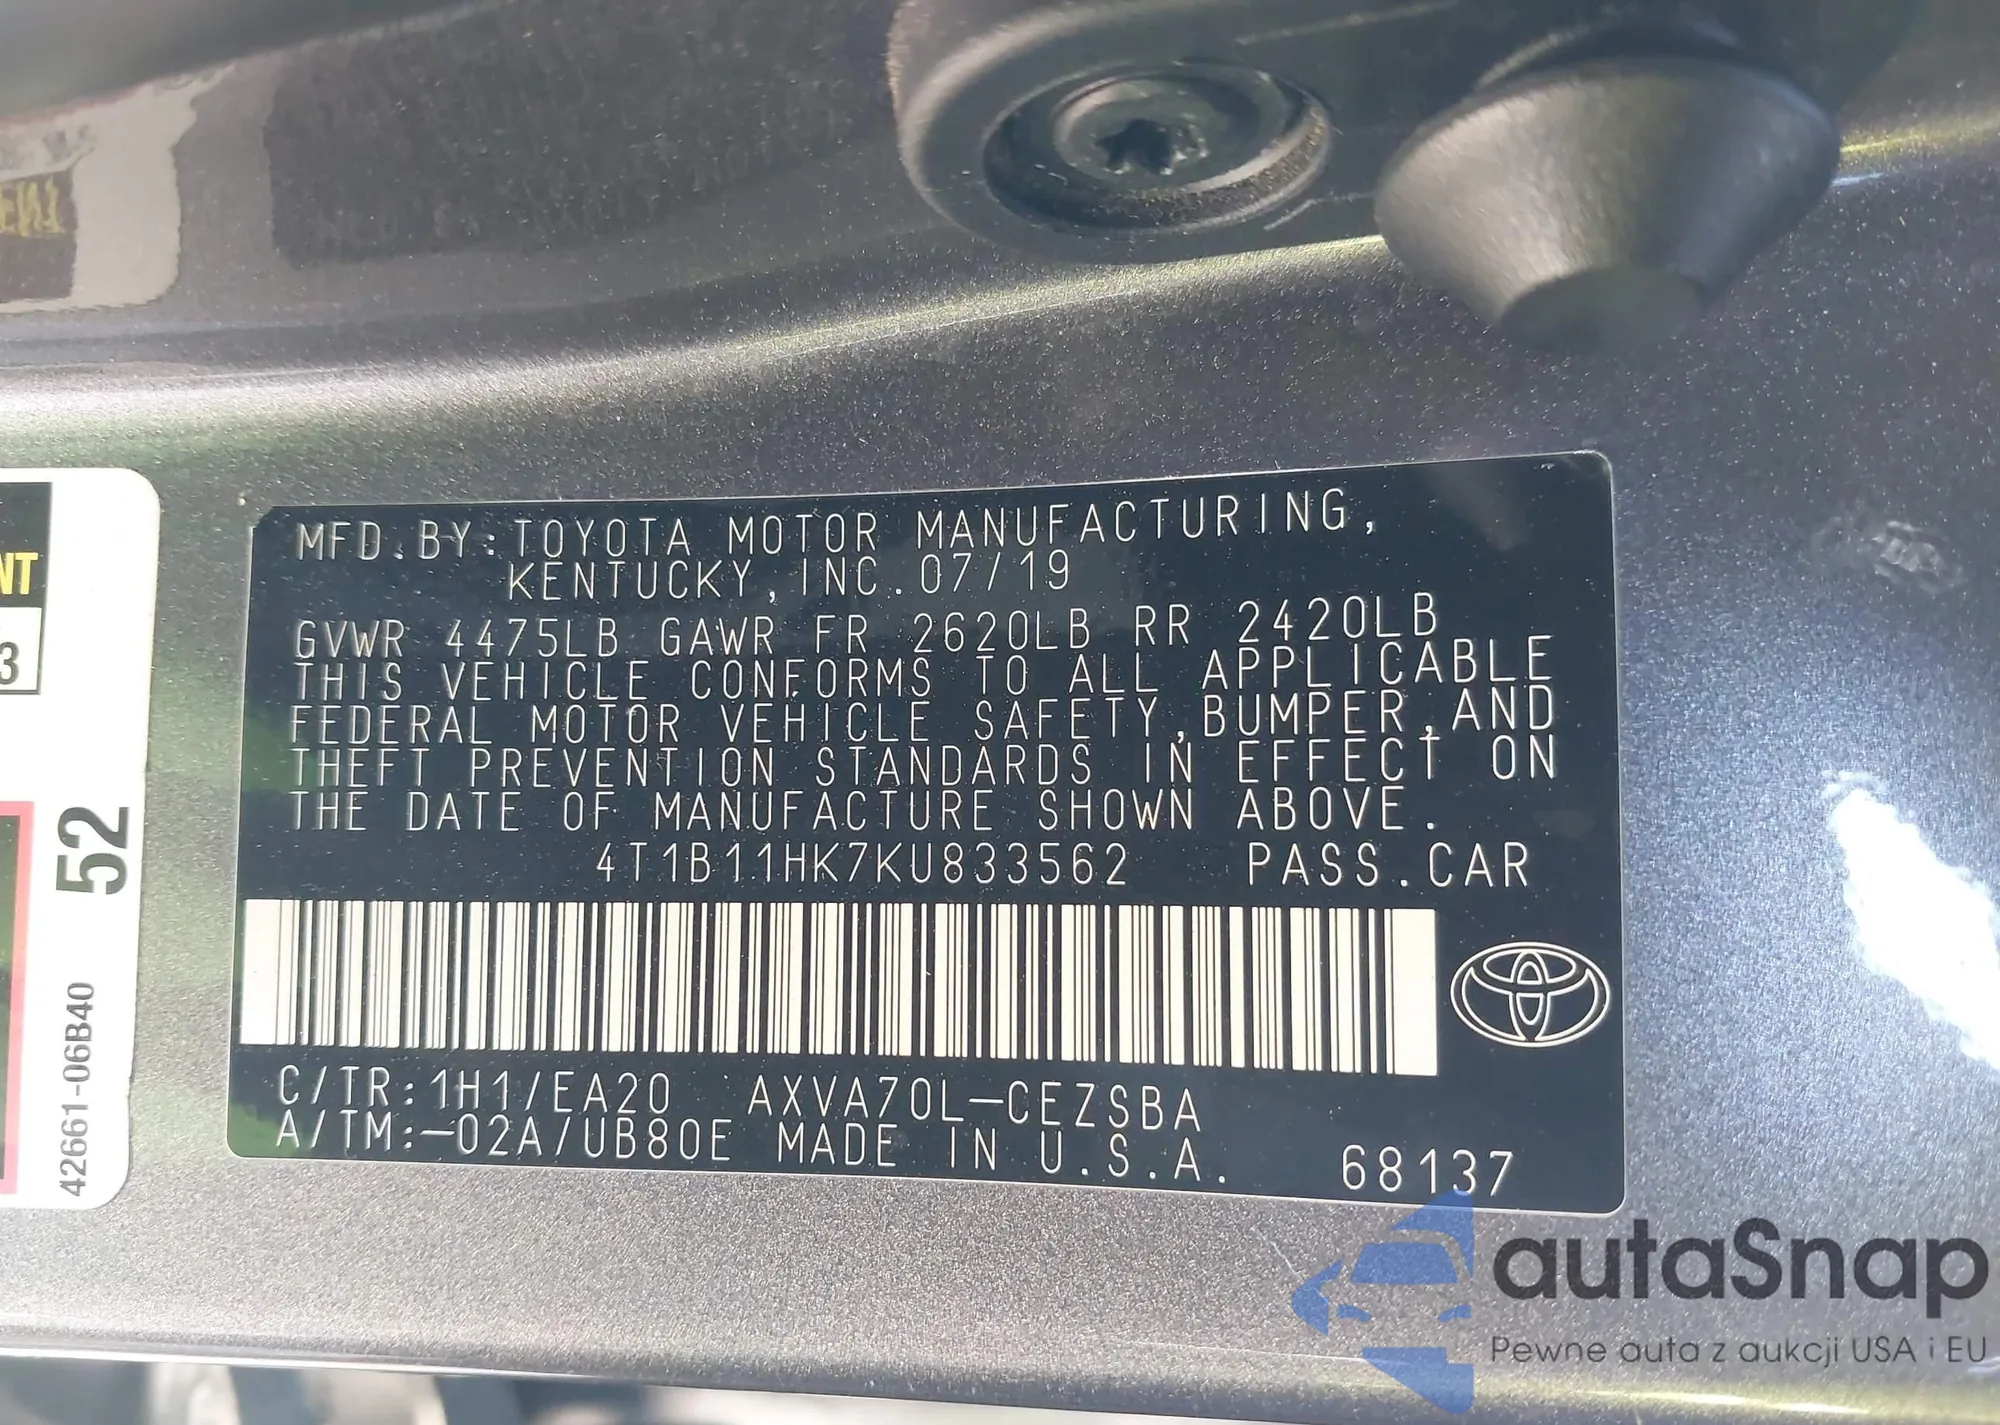 MFD.BY:TOYOTA MOTOR MANUFACTURING,
KENTUCKY,INC.07/19
GVWR 4475LB GAWR FR 2620LB RR 2420LB
THIS VEHICLE CONFORMS TO ALL APPLICABLE
FEDERAL MOTOR VEHICLE SAFETY,BUMPER,AND
THEFT PREVENTION STANDARDS IN EFFECT ON
THE DATE OF MANUFACTURE SHOWN ABOVE.
4T1B11HK7KU833562 PASS.CAR
C/TR:1H1/EA20 AXVA70L-CEZSBA
A/TM:-02A/UB80E MADE IN U.S.A. 68137
NT
3
52
42661-06B40
autaSnap
Pewne auta z aukcji USA i EU